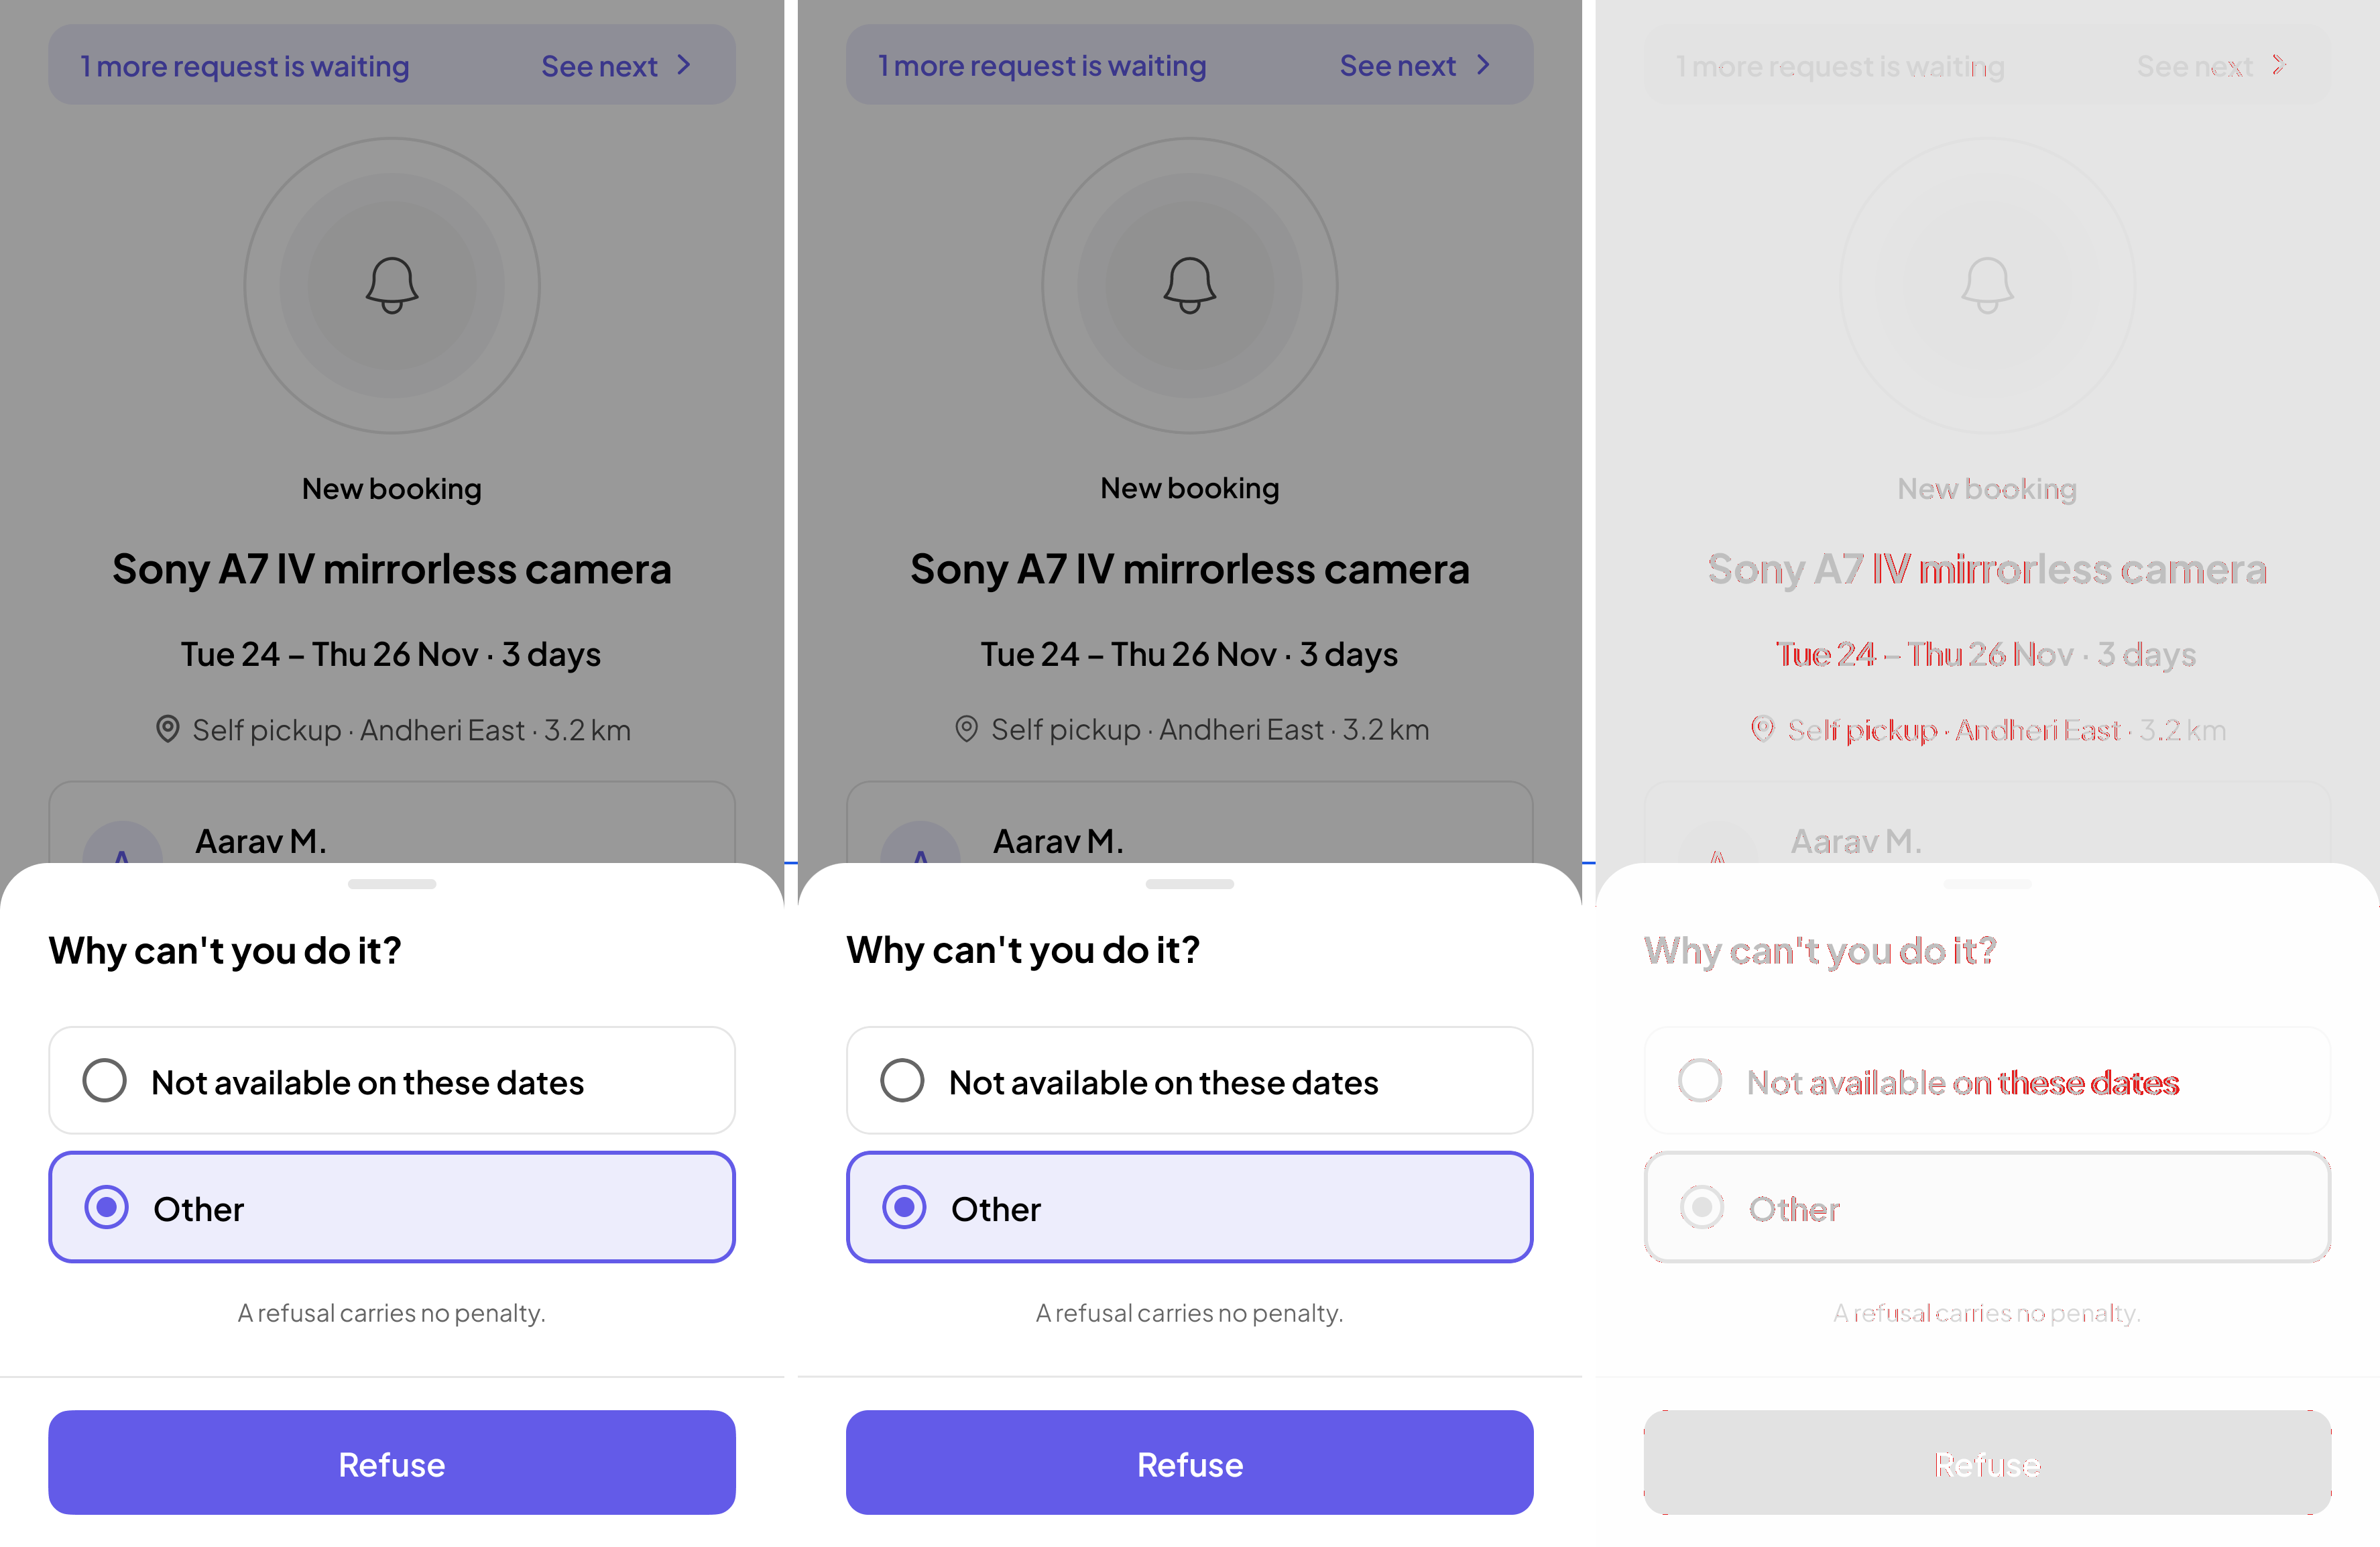 1 more request is waiting See next
New booking
Sony A7 IV mirrorless camera
Tue 24 – Thu 26 Nov · 3 days
Self pickup · Andheri East · 3.2 km
Aarav M.
A
Why can't you do it?
Not available on these dates
Other
A refusal carries no penalty.
Refuse
1 more request is waiting See next
New booking
Sony A7 IV mirrorless camera
Tue 24 – Thu 26 Nov · 3 days
Self pickup · Andheri East · 3.2 km
Aarav M.
A
Why can't you do it?
Not available on these dates
Other
A refusal carries no penalty.
Refuse
1 more request is waiting See next
New booking
Sony A7 IV mirrorless camera
Tue 24 – Thu 26 Nov · 3 days
Self pickup · Andheri East · 3.2 km
Aarav M.
A
Why can't you do it?
Not available on these dates
Other
A refusal carries no penalty.
Refuse